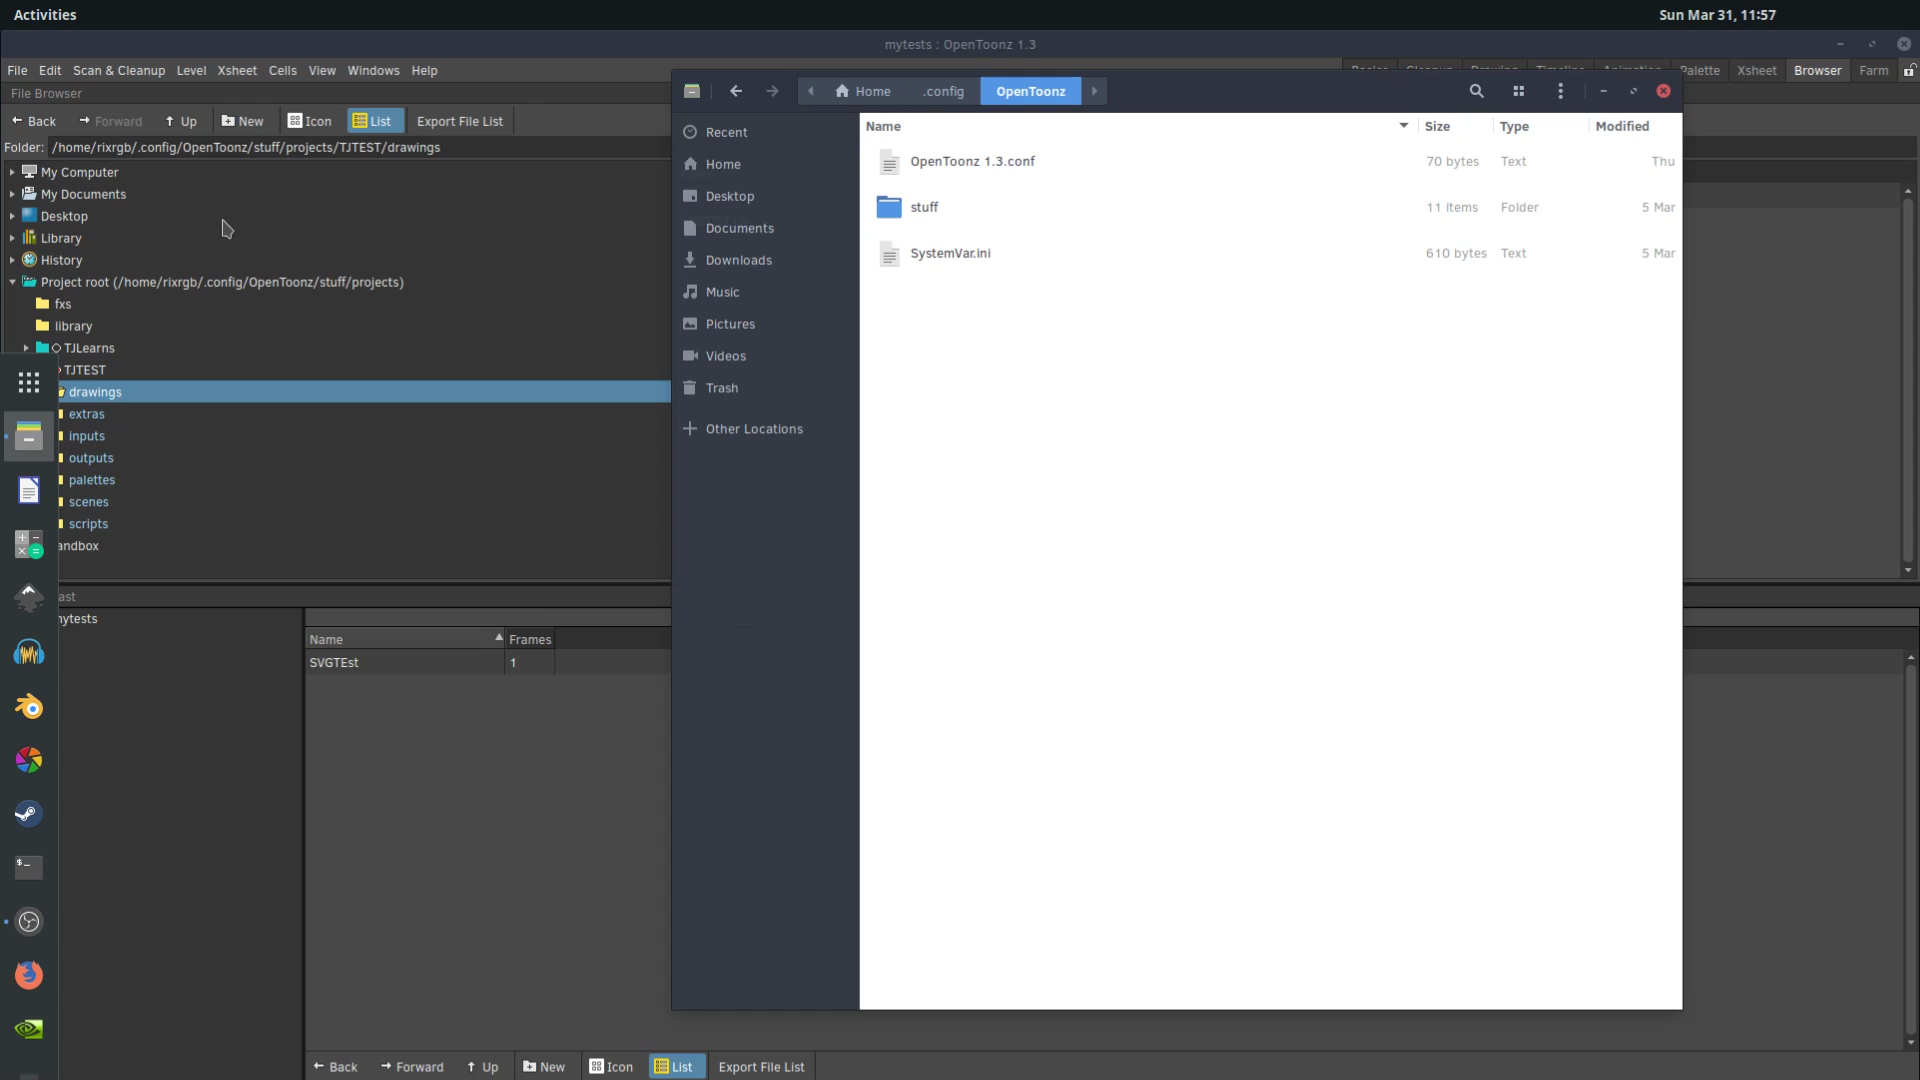 Activities
Sun Mar 31, 11:57
mytests : OpenToonz 1.3
File Edit Scan & Cleanup Level Xsheet Cells View Windows Help
Palette Xsheet Browser Farm
File Browser
Back Forward Up New Icon List Export File List
Folder: /home/rixrgb/.config/OpenToonz/stuff/projects/TJTEST/drawings
My Computer
My Documents
Desktop
Library
History
Project root (/home/rixrgb/.config/OpenToonz/stuff/projects)
fxs
library
TJLearns
TJTEST
drawings
extras
inputs
outputs
palettes
scenes
scripts
andbox
ast
mytests
Name Frames
SVGTEst 1
Back Forward Up New Icon List Export File List
Home .config OpenToonz
Recent
Home
Desktop
Documents
Downloads
Music
Pictures
Videos
Trash
Other Locations
Name Size Type Modified
OpenToonz 1.3.conf 70 bytes Text Thu
stuff 11 items Folder 5 Mar
SystemVar.ini 610 bytes Text 5 Mar